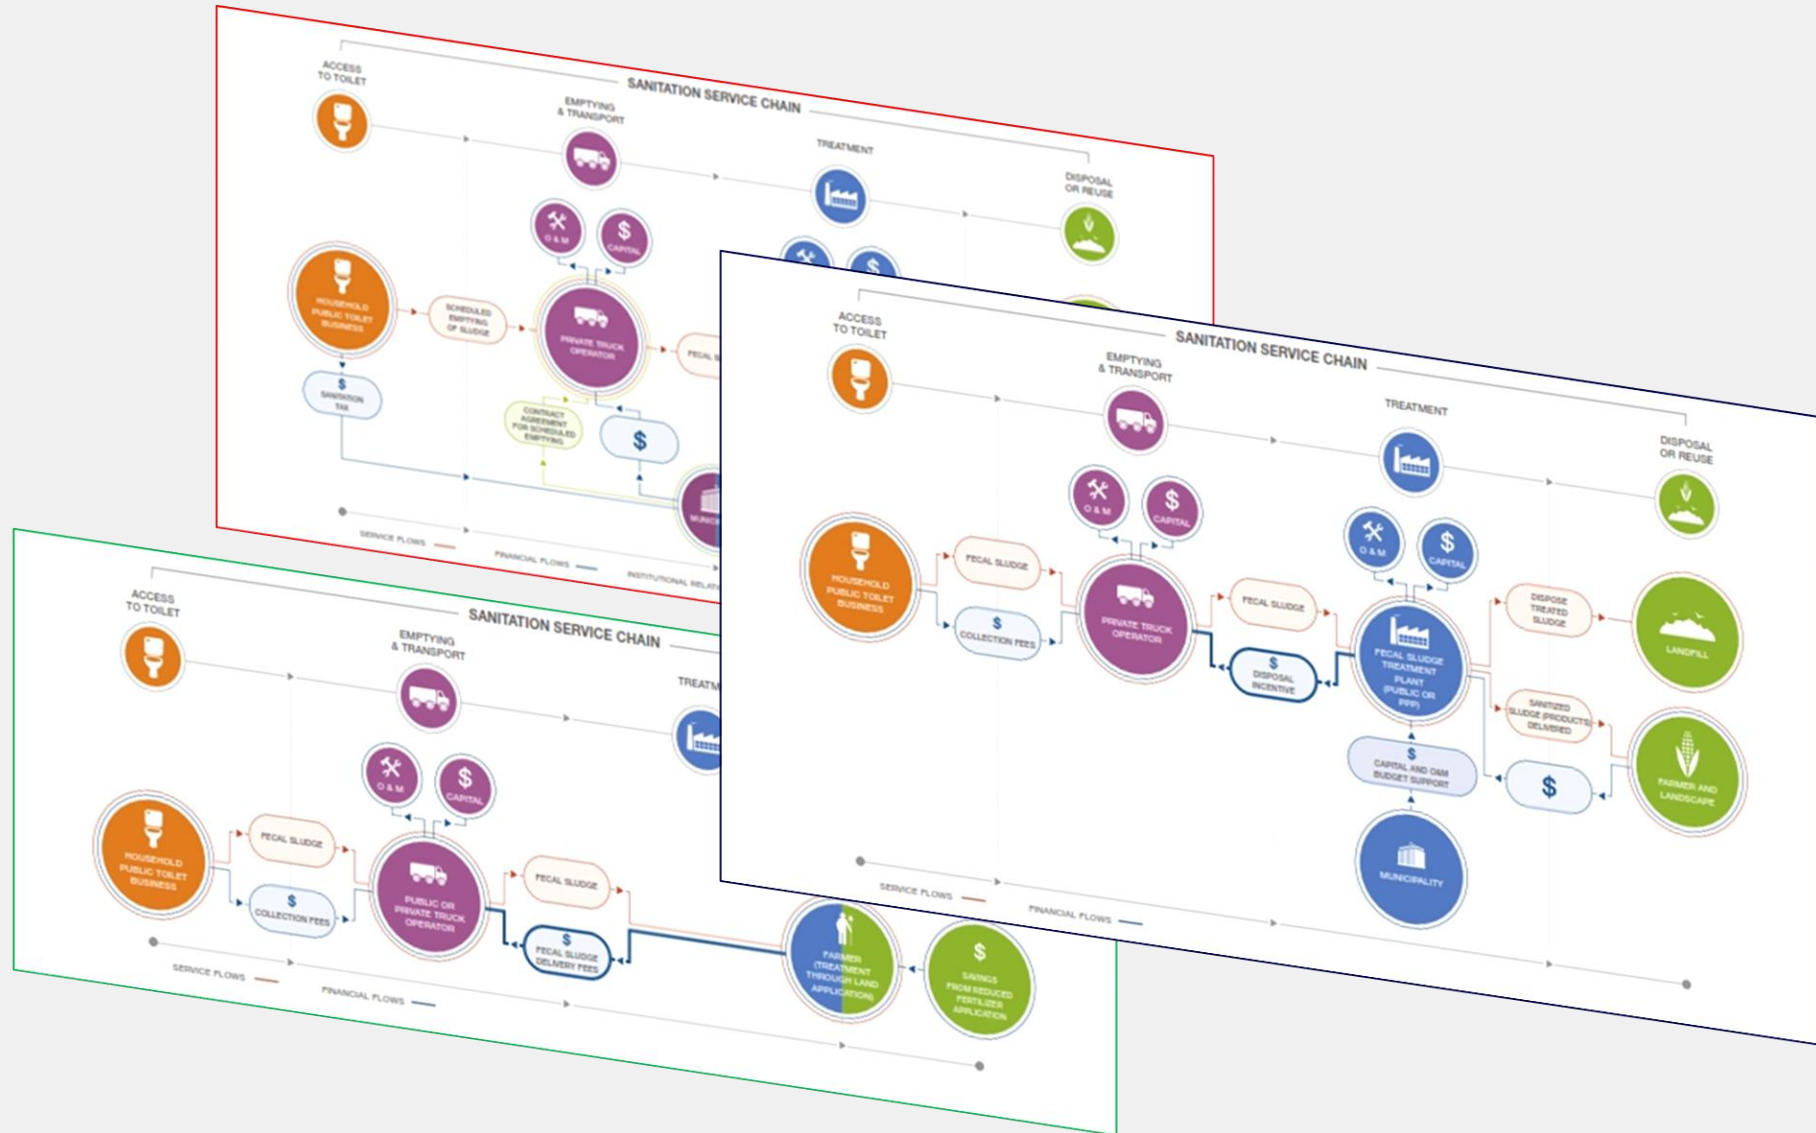 SANITATION SERVICE CHAIN
ACCESS
TO TOILET
EMPTYING
& TRANSPORT
TREATMENT
DISPOSAL
OR REUSE
O & M
$
CAPITAL
$
HOUSEHOLD
PUBLIC TOILET
BUSINESS
SCHEDULED
EMPTYING
OF SLUDGE
PRIVATE TRUCK
OPERATOR
FECAL
$
SANITATION
TAX
CONTRACT
AGREEMENT
FOR SCHEDULED
EMPTYING
$
SERVICE FLOWS
FINANCIAL FLOWS
INSTITUTIONAL
SANITATION SERVICE CHAIN
ACCESS
TO TOILET
EMPTYING
& TRANSPORT
TREATMENT
DISPOSAL
OR REUSE
O & M
$
CAPITAL
O & M
$
CAPITAL
HOUSEHOLD
PUBLIC TOILET
BUSINESS
FECAL SLUDGE
$
COLLECTION FEES
PRIVATE TRUCK
OPERATOR
FECAL SLUDGE
$
DISPOSAL
INCENTIVE
FECAL SLUDGE
TREATMENT
PLANT
(PUBLIC OR
PPP)
DISPOSE
TREATED
SLUDGE
LANDFILL
SANITIZED
SLUDGE (PRODUCTS)
DELIVERED
$
FARMER AND
LANDSCAPE
$
CAPITAL AND O&M
BUDGET SUPPORT
MUNICIPALITY
SERVICE FLOWS
FINANCIAL FLOWS
SANITATION SERVICE CHAIN
ACCESS
TO TOILET
EMPTYING
& TRANSPORT
TREATM
O & M
$
CAPITAL
HOUSEHOLD
PUBLIC TOILET
BUSINESS
FECAL SLUDGE
$
COLLECTION FEES
PUBLIC OR
PRIVATE TRUCK
OPERATOR
FECAL SLUDGE
$
FECAL SLUDGE
DELIVERY FEES
FARMER
(TREATMENT
THROUGH LAND
APPLICATION)
$
SAVINGS
FROM REDUCED
FERTILIZER
APPLICATION
SERVICE FLOWS
FINANCIAL FLOWS